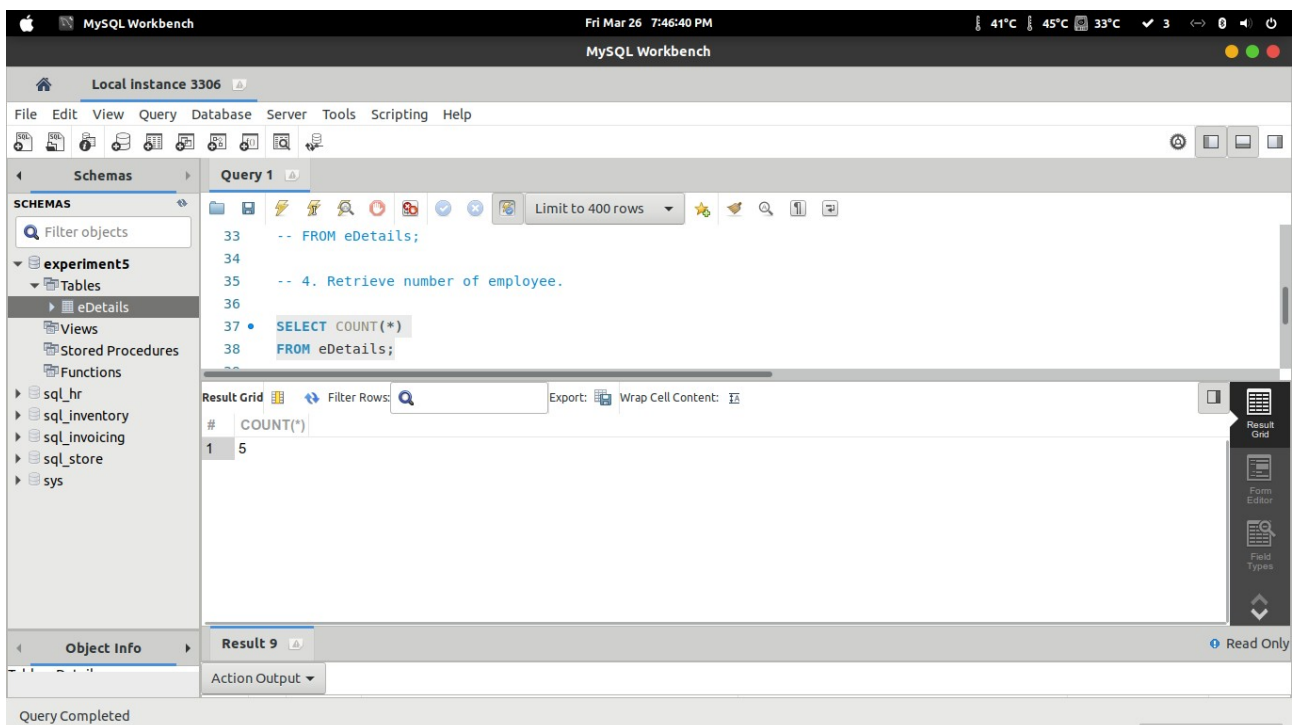 MySQL Workbench Fri Mar 26 7:46:40 PM 41°C 45°C 33°C 3
MySQL Workbench
Local instance 3306
File Edit View Query Database Server Tools Scripting Help
Schemas
Query 1
SCHEMAS
Limit to 400 rows
Filter objects
33 -- FROM eDetails;
34
35 -- 4. Retrieve number of employee.
36
37 SELECT COUNT(*)
38 FROM eDetails;
experiment5
Tables
eDetails
Views
Stored Procedures
Functions
sql_hr
sql_inventory
sql_invoicing
sql_store
sys
Result Grid Filter Rows: Export: Wrap Cell Content:
# COUNT(*)
1 5
Result
Grid
Form
Editor
Field
Types
Object Info
Result 9
Read Only
Action Output
Query Completed